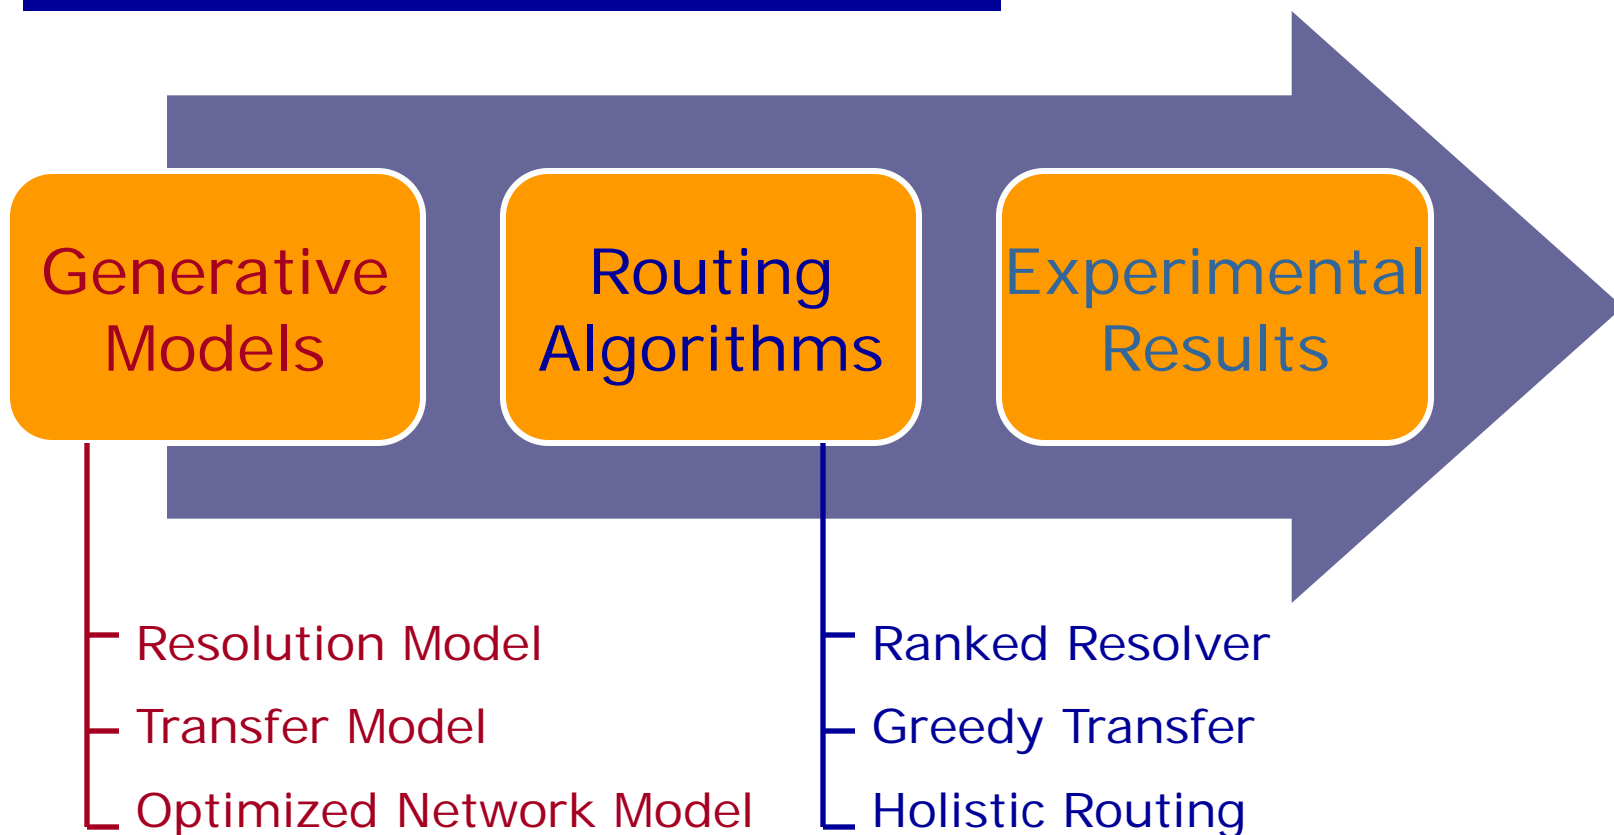 Generative
Models
Routing
Algorithms
Experimental
Results
Resolution Model
Transfer Model
Optimized Network Model
Ranked Resolver
Greedy Transfer
Holistic Routing